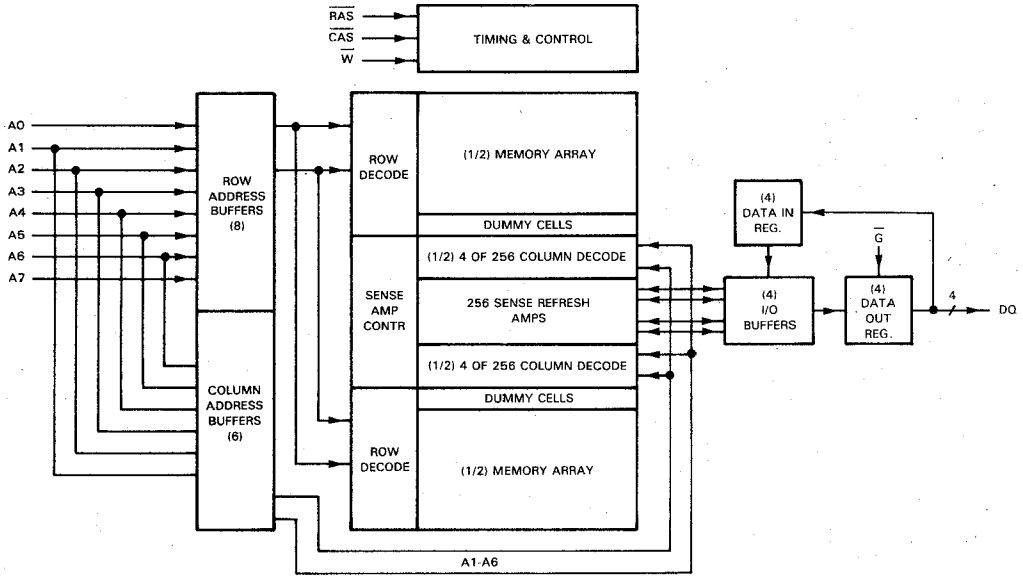 RAS
CAS
W
TIMING & CONTROL
A0
A1
A2
A3
A4
A5
A6
A7
ROW
ADDRESS
BUFFERS
(8)
COLUMN
ADDRESS
BUFFERS
(6)
ROW
DECODE
(1/2) MEMORY ARRAY
DUMMY CELLS
SENSE
AMP
CONTR
(1/2) 4 OF 256 COLUMN DECODE
256 SENSE REFRESH
AMPS
(1/2) 4 OF 256 COLUMN DECODE
DUMMY CELLS
ROW
DECODE
(1/2) MEMORY ARRAY
A1-A6
(4)
DATA IN
REG.
(4)
I/O
BUFFERS
G
(4)
DATA
OUT
REG.
4
DQ